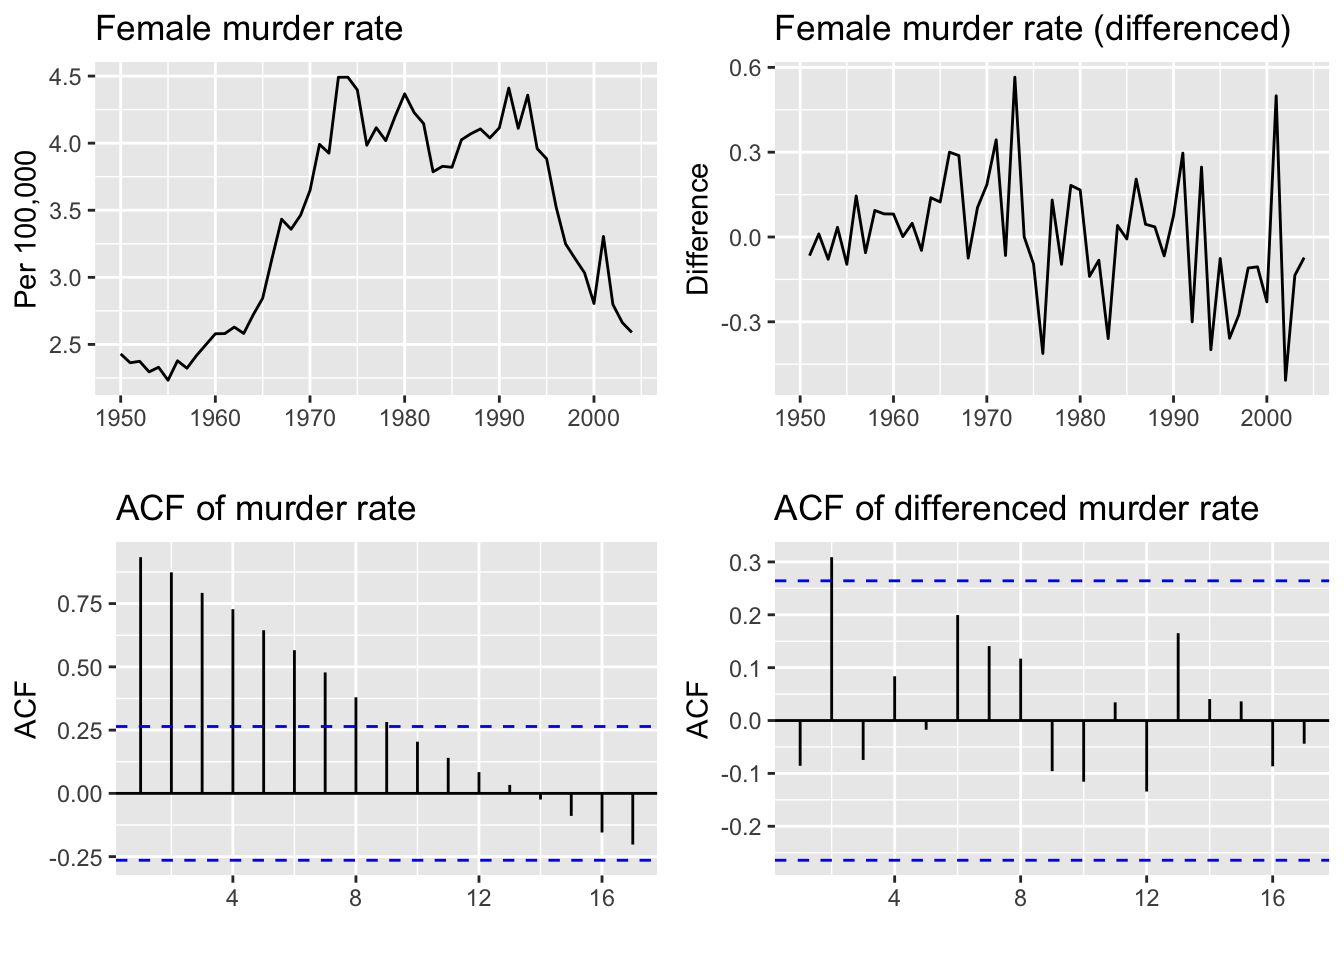 Female murder rate
Per 100,000
4.5
4.0
3.5
3.0
2.5
1950 1960 1970 1980 1990 2000
Female murder rate (differenced)
Difference
0.6
0.3
0.0
-0.3
1950 1960 1970 1980 1990 2000
ACF of murder rate
ACF
0.75
0.50
0.25
0.00
-0.25
4 8 12 16
ACF of differenced murder rate
ACF
0.3
0.2
0.1
0.0
-0.1
-0.2
4 8 12 16